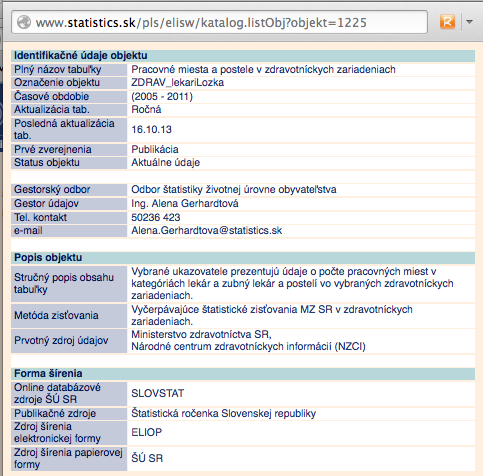 www.statistics.sk/pls/elisw/katalog.listObj?objekt=1225
Identifikačné údaje objektu
Plný názov tabuľky Pracovné miesta a postele v zdravotníckych zariadeniach
Označenie objektu ZDRAV_lekariLozka
Časové obdobie (2005 - 2011)
Aktualizácia tab. Ročná
Posledná aktualizácia
tab. 16.10.13
Prvé zverejnenia Publikácia
Status objektu Aktuálne údaje
Gestorský odbor Odbor štatistiky životnej úrovne obyvateľstva
Gestor údajov Ing. Alena Gerhardtová
Tel. kontakt 50236 423
e-mail Alena.Gerhardtova@statistics.sk
Popis objektu
Stručný popis obsahu
tabuľky
Vybrané ukazovatele prezentujú údaje o počte pracovných miest v
kategóriách lekár a zubný lekár a postelí vo vybraných zdravotníckych
zariadeniach.
Metóda zisťovania
Vyčerpávajúce štatistické zisťovania MZ SR v zdravotníckych
zariadeniach.
Prvotný zdroj údajov
Ministerstvo zdravotníctva SR,
Národné centrum zdravotníckych informácií (NZCI)
Forma šírenia
Online databázové
zdroje ŠÚ SR SLOVSTAT
Publikačné zdroje Štatistická ročenka Slovenskej republiky
Zdroj šírenia
elektronickej formy ELIOP
Zdroj šírenia papierovej
formy ŠÚ SR